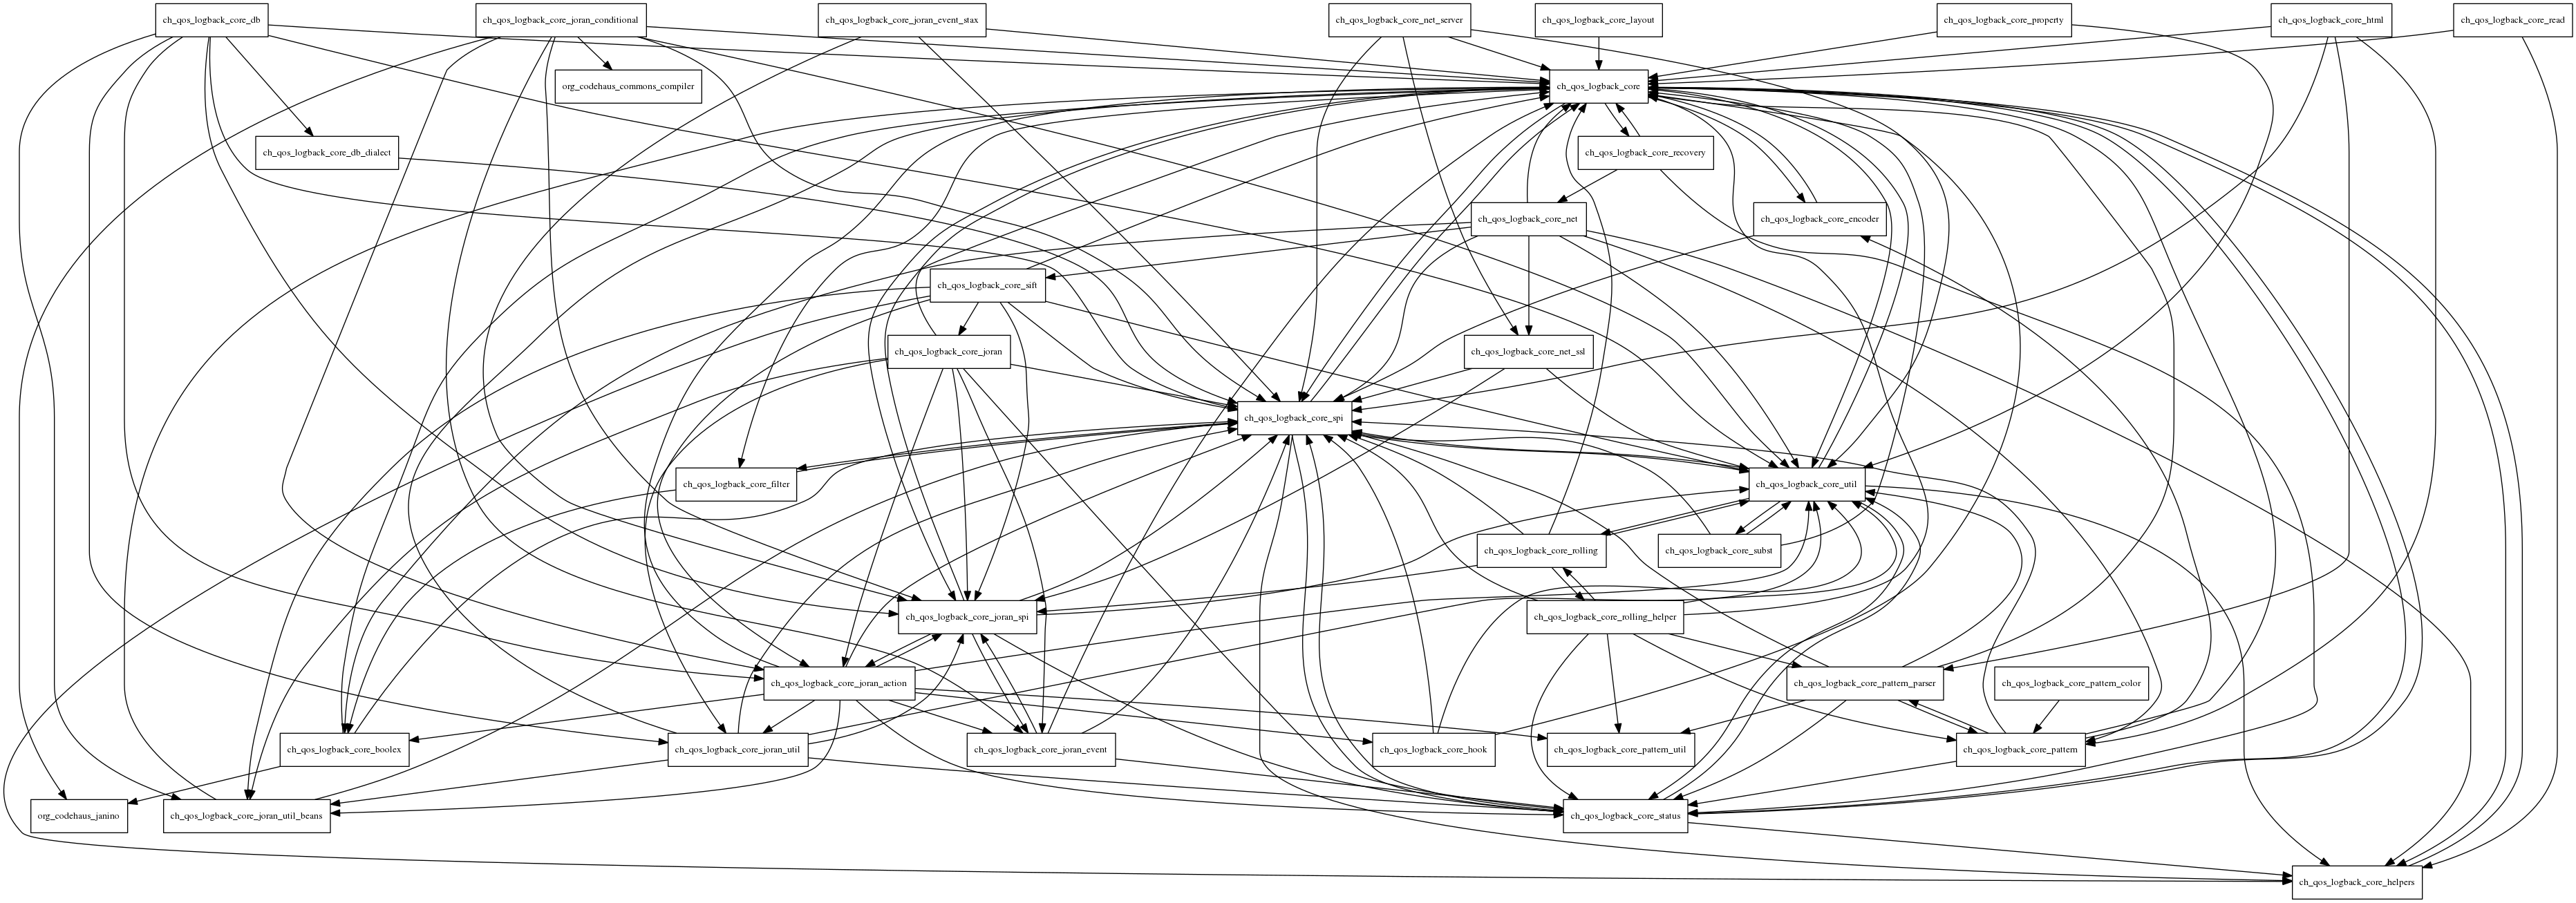 ch_qos_logback_core_db
ch_qos_logback_core_joran_conditional
ch_qos_logback_core_joran_event_stax
ch_qos_logback_core_net_server
ch_qos_logback_core_layout
ch_qos_logback_core_property
ch_qos_logback_core_html
ch_qos_logback_core_read
org_codehaus_commons_compiler
ch_qos_logback_core
ch_qos_logback_core_db_dialect
ch_qos_logback_core_recovery
ch_qos_logback_core_net
ch_qos_logback_core_encoder
ch_qos_logback_core_sift
ch_qos_logback_core_joran
ch_qos_logback_core_net_ssl
ch_qos_logback_core_spi
ch_qos_logback_core_filter
ch_qos_logback_core_util
ch_qos_logback_core_rolling
ch_qos_logback_core_subst
ch_qos_logback_core_joran_spi
ch_qos_logback_core_rolling_helper
ch_qos_logback_core_joran_action
ch_qos_logback_core_pattern_parser
ch_qos_logback_core_pattern_color
ch_qos_logback_core_boolex
ch_qos_logback_core_joran_util
ch_qos_logback_core_joran_event
ch_qos_logback_core_hook
ch_qos_logback_core_pattern_util
ch_qos_logback_core_pattern
org_codehaus_janino
ch_qos_logback_core_joran_util_beans
ch_qos_logback_core_status
ch_qos_logback_core_helpers